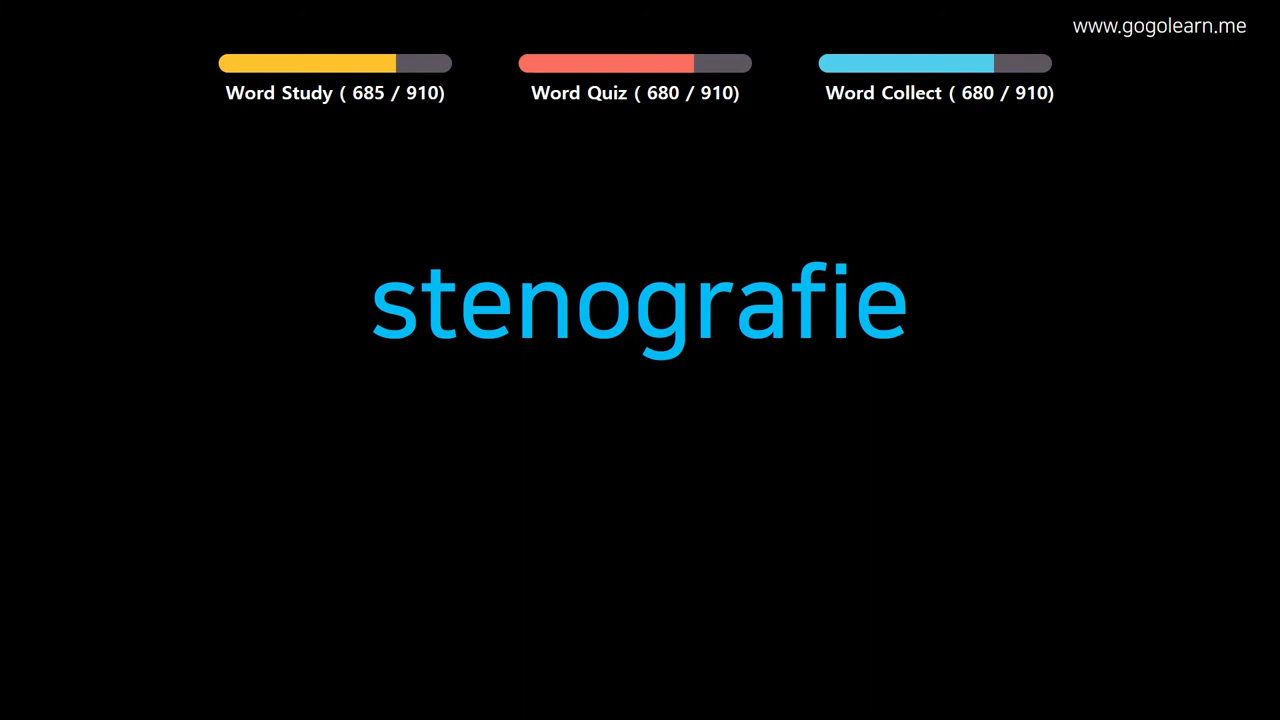 www.gogolearn.me
Word Study ( 685 / 910)
Word Quiz ( 680 / 910)
Word Collect ( 680 / 910)
stenografie